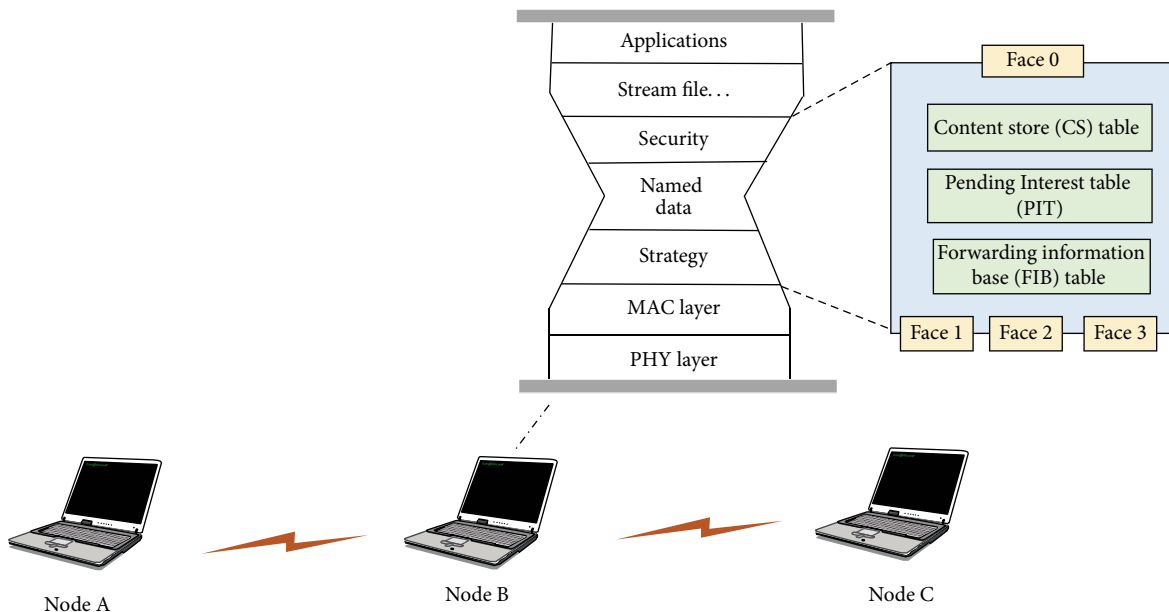 Applications
Stream file. . .
Security
Named
data
Strategy
MAC layer
PHY layer
Face 0
Content store (CS) table
Pending Interest table
(PIT)
Forwarding information
base (FIB) table
Face 1
Face 2
Face 3
Node A
Node B
Node C